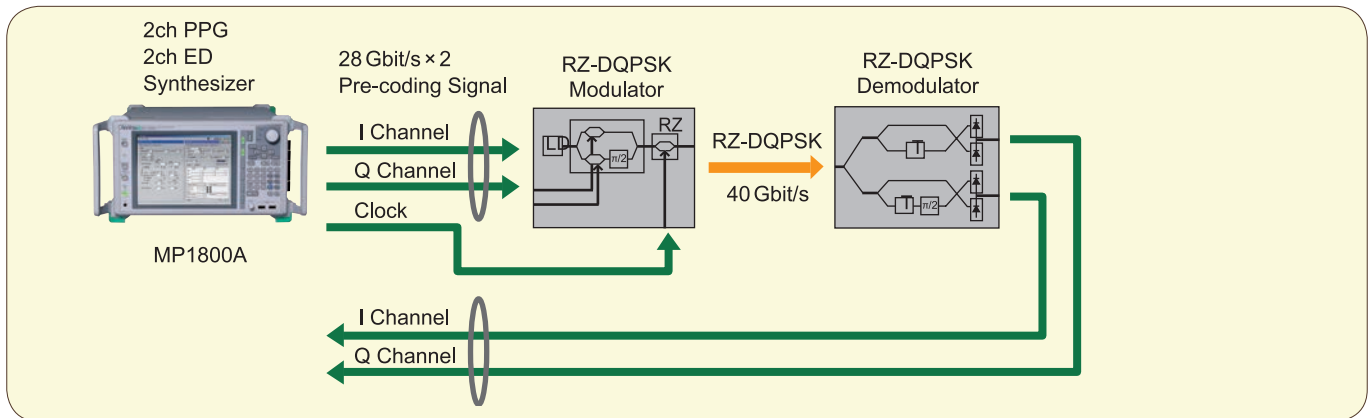 2ch PPG
2ch ED
Synthesizer
MP1800A
28 Gbit/s × 2
Pre-coding Signal
I Channel
Q Channel
Clock
RZ-DQPSK
Modulator
LD
π/2
RZ
RZ-DQPSK
40 Gbit/s
RZ-DQPSK
Demodulator
T
T
π/2
I Channel
Q Channel